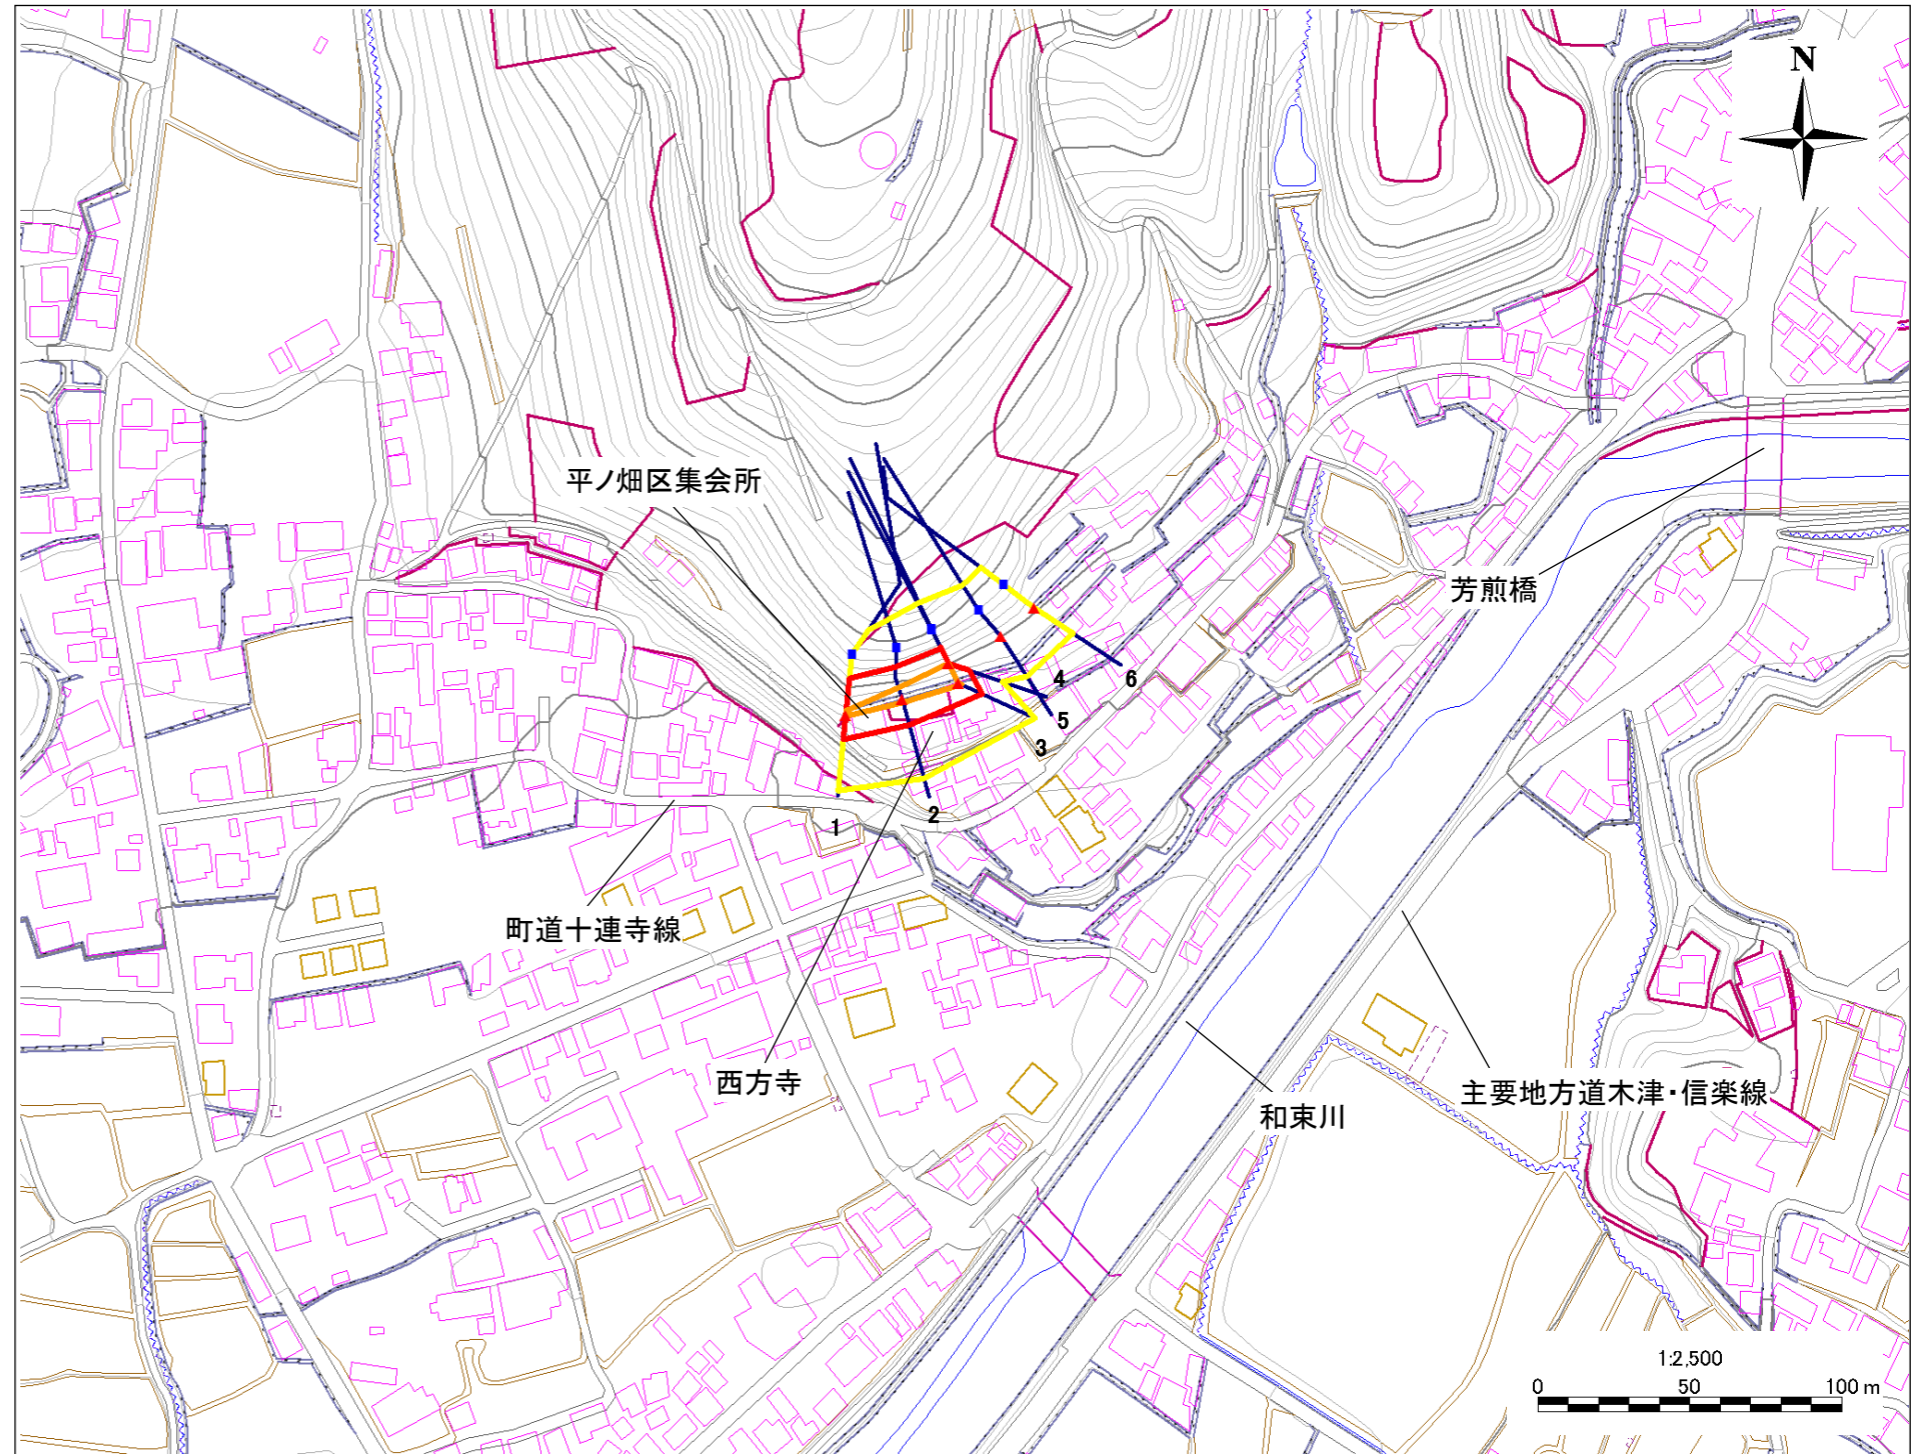 N
平ノ畑区集会所
芳煎橋
4
6
5
3
2
1
町道十連寺線
西方寺
主要地方道木津・信楽線
和束川
1:2,500
0 50 100 m